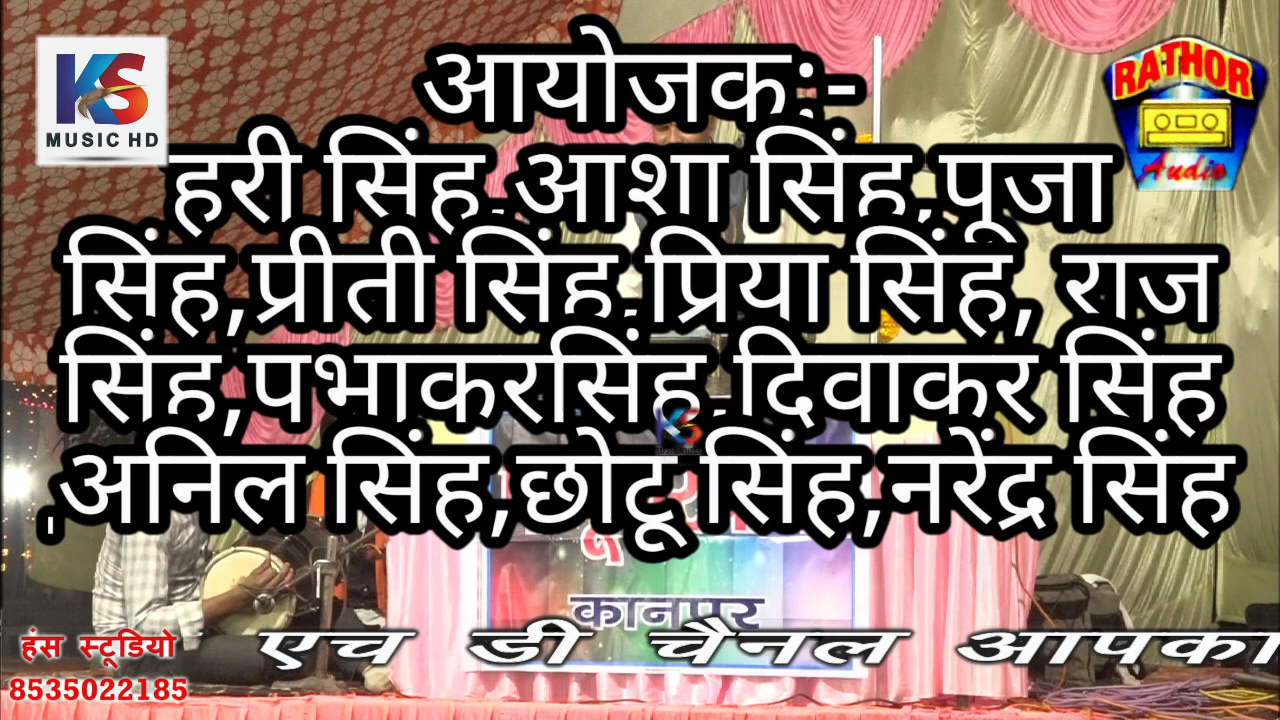 आयोजक:-
KS
MUSIC HD
RATHOR
Audio
हरी सिंह,आशा सिंह,पूजा
सिंह,प्रीती सिंह,प्रिया सिंह, राज
सिंह,पभाकरसिंह,दिवाकर सिंह
,अनिल सिंह,छोटू सिंह,नरेंद्र सिंह
KS
कानपुर
हंस स्टूडियो
8535022185
एच डी चैनल आपका